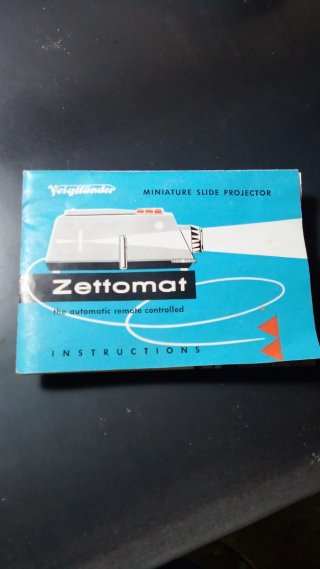 Voigtländer
MINIATURE SLIDE PROJECTOR
Zettomat
the automatic remote controlled
INSTRUCTIONS